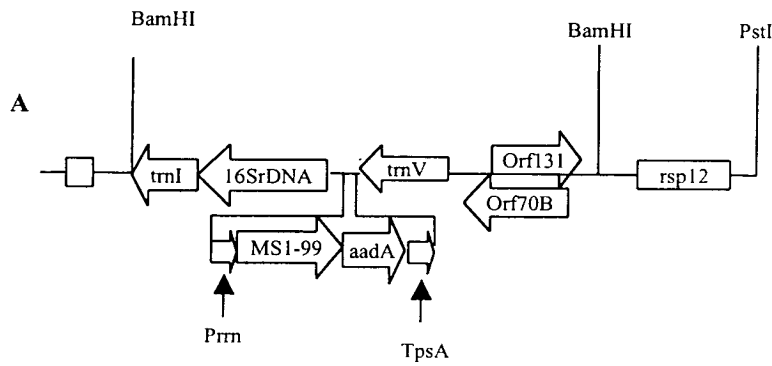 BamHI
BamHI
PstI
A
trnI
16SrDNA
trnV
Orf131
rsp12
Orf70B
MS1-99
aadA
Prrn
TpsA